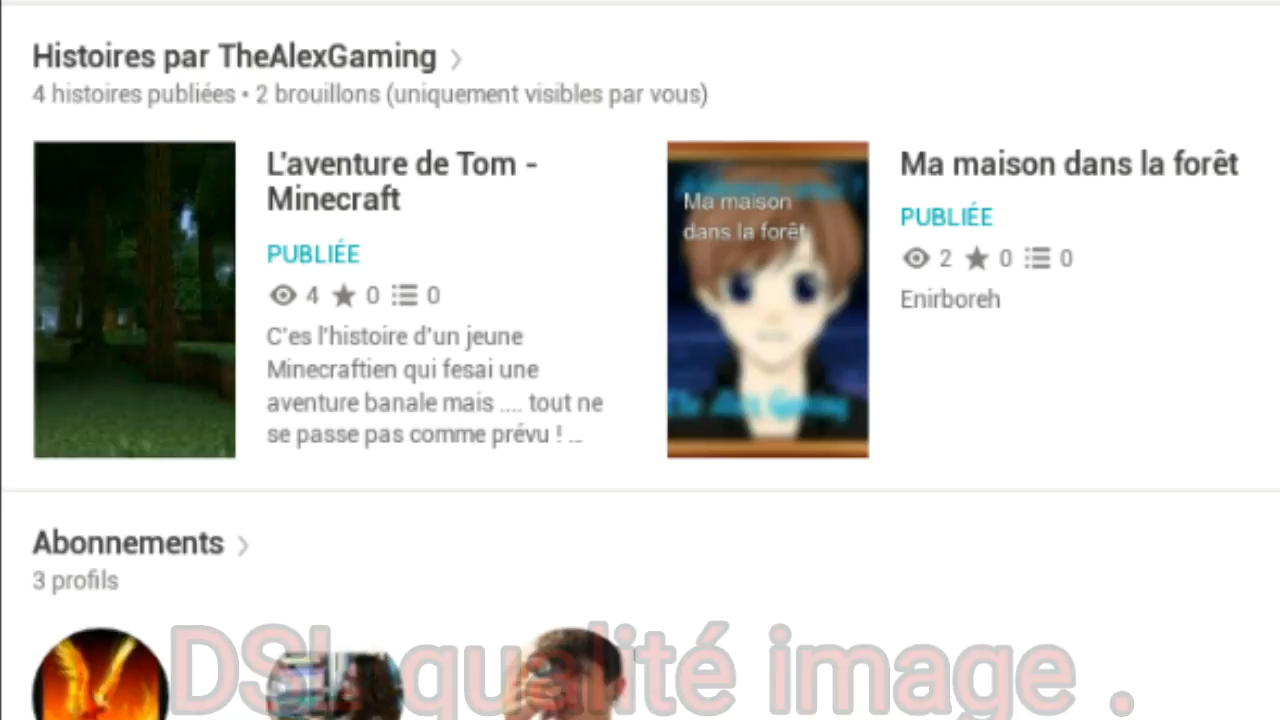 Histoires par TheAlexGaming
4 histoires publiées • 2 brouillons (uniquement visibles par vous)
L'aventure de Tom -
Minecraft
PUBLIÉE
4 0 0
C'es l'histoire d'un jeune
Minecraftien qui fesai une
aventure banale mais .... tout ne
se passe pas comme prévu ! ...
Ma maison
dans la forêt
The Alex Gaming
Ma maison dans la forêt
PUBLIÉE
2 0 0
Enirboreh
Abonnements
3 profils
DSL qualité image .